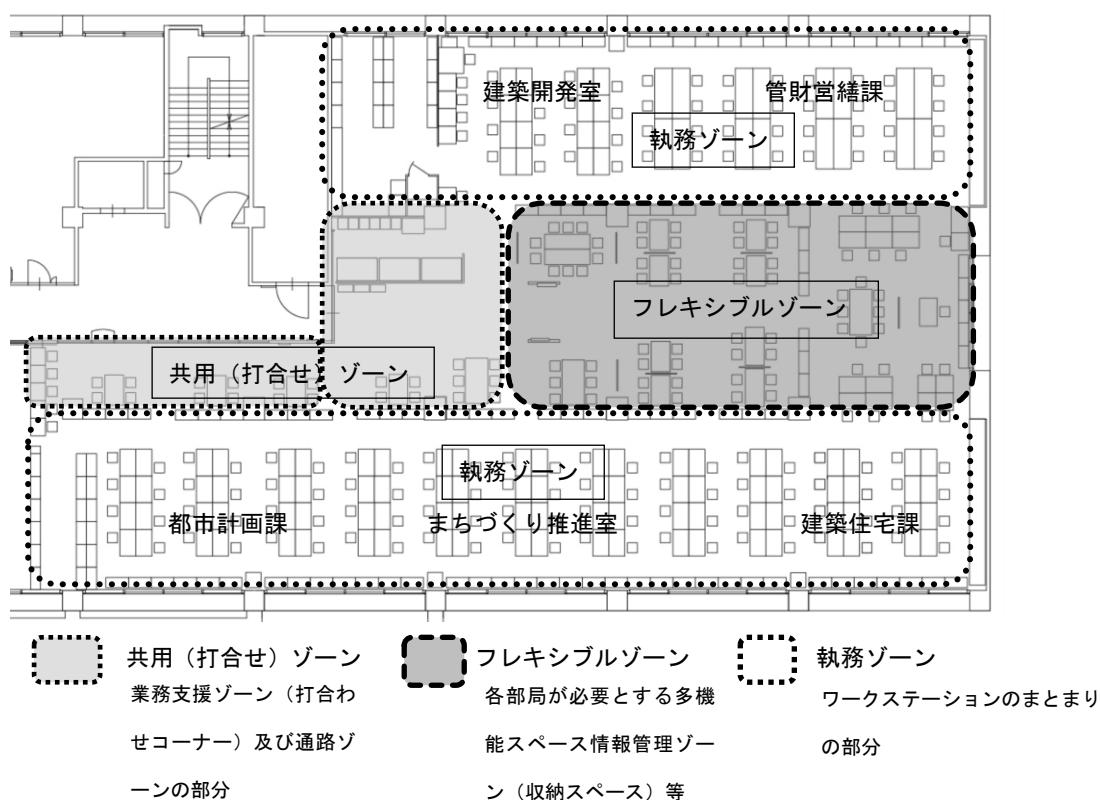 建築開発室
管財営繕課
執務ゾーン
フレキシブルゾーン
共用（打合せ）ゾーン
執務ゾーン
都市計画課
まちづくり推進室
建築住宅課
共用（打合せ）ゾーン
業務支援ゾーン（打合わ
せコーナー）及び通路ゾ
ーンの部分
フレキシブルゾーン
各部局が必要とする多機
能スペース情報管理ゾー
ン（収納スペース）等
執務ゾーン
ワークステーションのまとまり
の部分